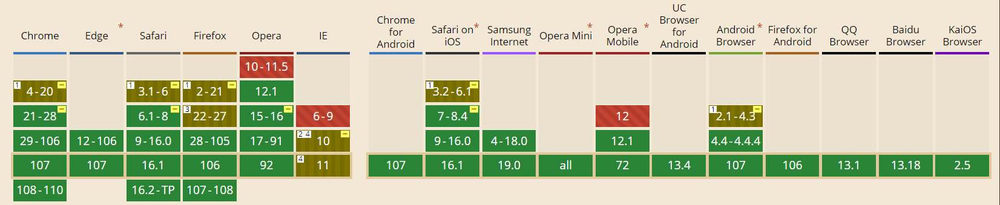 Chrome
Edge *
Safari
Firefox
Opera
IE
Chrome for Android
Safari on iOS *
Samsung Internet
Opera Mini *
Opera Mobile *
UC Browser for Android
Android Browser *
Firefox for Android
QQ Browser
Baidu Browser
KaiOS Browser
10-11.5
1 4-20 -
1 3.1-6 -
1 2-21 -
12.1
1 3.2-6.1 -
21-28 -
6.1-8 -
3 22-27
15-16 -
6-9
7-8.4 -
12
1 2.1-4.3 -
29-106
12-106
9-16.0
28-105
17-91
2 4 10 -
9-16.0
4-18.0
12.1
4.4-4.4.4
107
107
16.1
106
92
4 11
107
16.1
19.0
all
72
13.4
107
106
13.1
13.18
2.5
108-110
16.2-TP
107-108